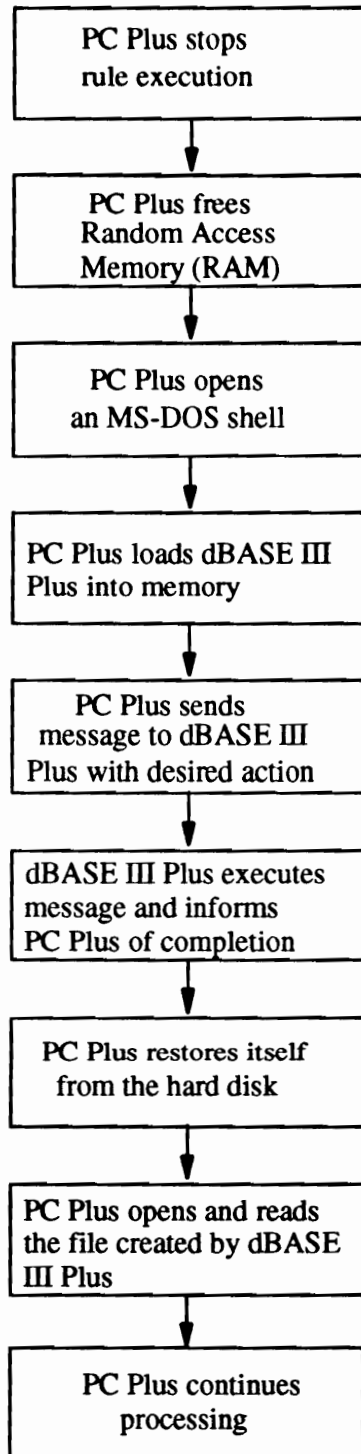 PC Plus stops
rule execution
PC Plus frees
Random Access
Memory (RAM)
PC Plus opens
an MS-DOS shell
PC Plus loads dBASE III
Plus into memory
PC Plus sends
message to dBASE III
Plus with desired action
dBASE III Plus executes
message and informs
PC Plus of completion
PC Plus restores itself
from the hard disk
PC Plus opens and reads
the file created by dBASE
III Plus
PC Plus continues
processing